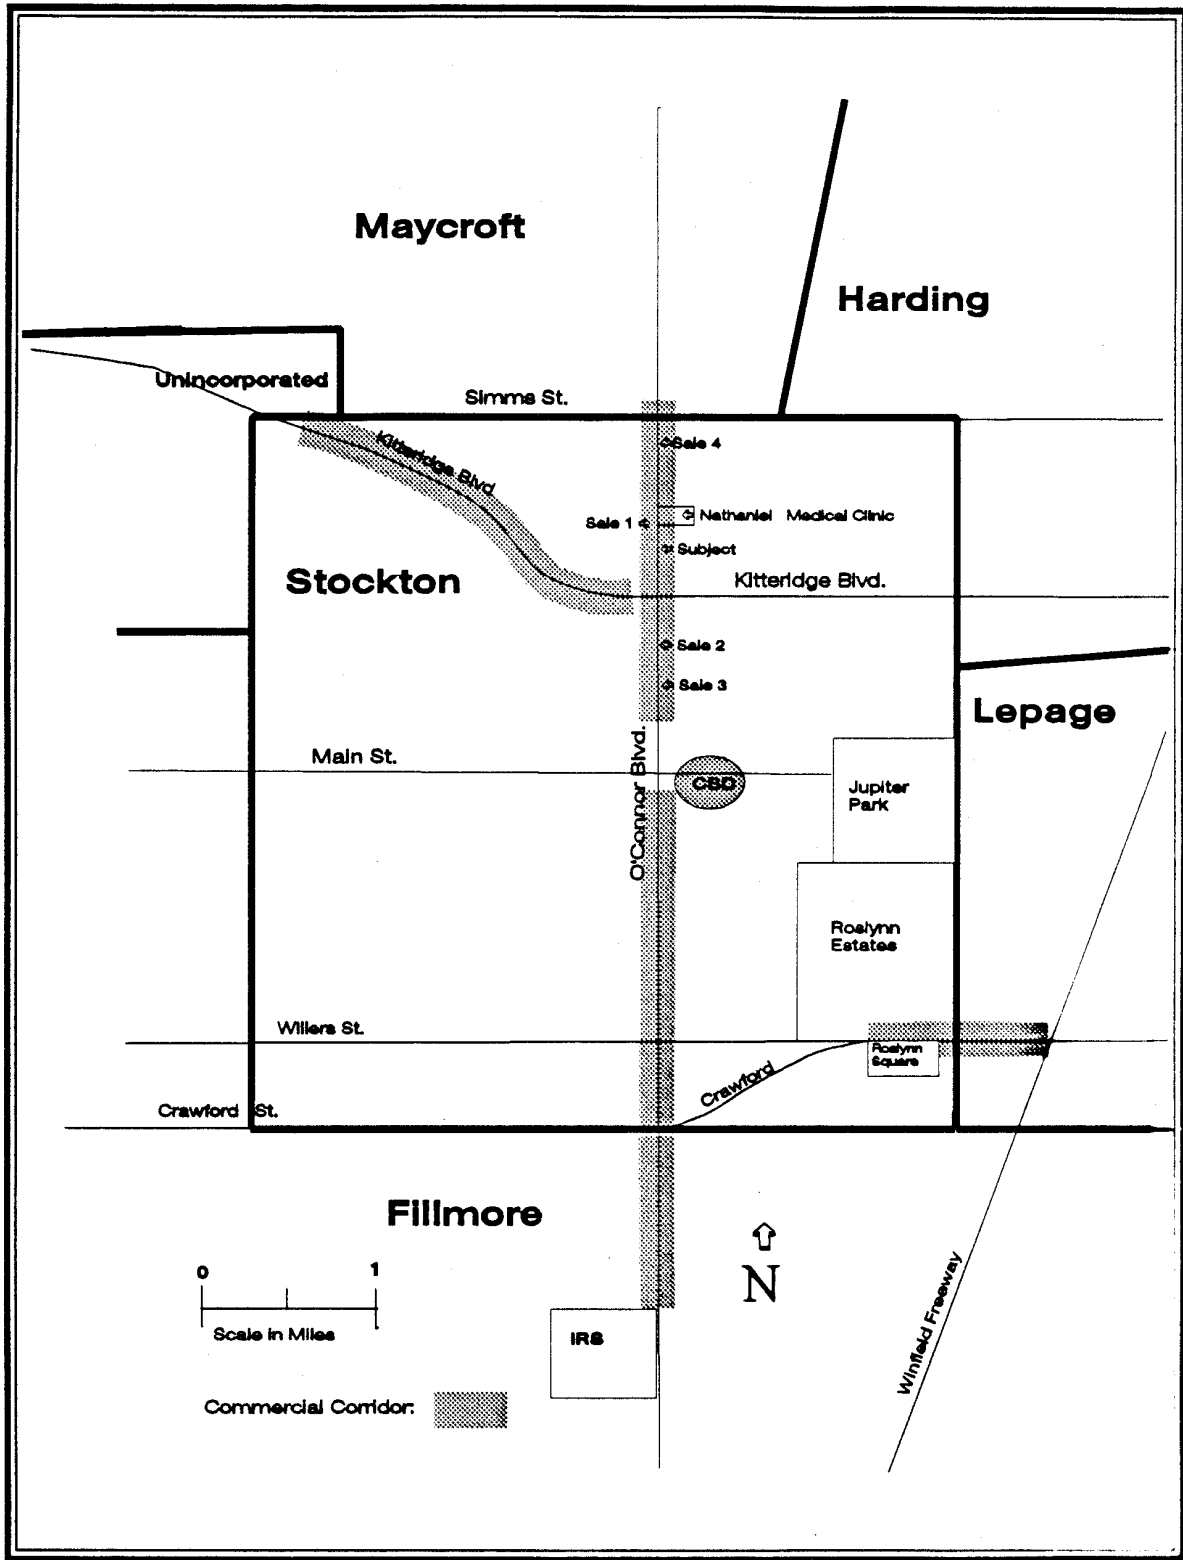 Maycroft
Harding
Unincorporated
Simms St.
Kitteridge Blvd
Sale 4
Sale 1
Nathaniel Medical Clinic
Subject
Stockton
Kitteridge Blvd.
Sale 2
Sale 3
Lepage
Main St.
O'Connor Blvd.
CBD
Jupiter
Park
Roslynn
Estates
Willers St.
Roslynn
Square
Crawford
Crawford St.
Fillmore
N
0 1
Scale in Miles
IRS
Winfield Freeway
Commercial Corridor: